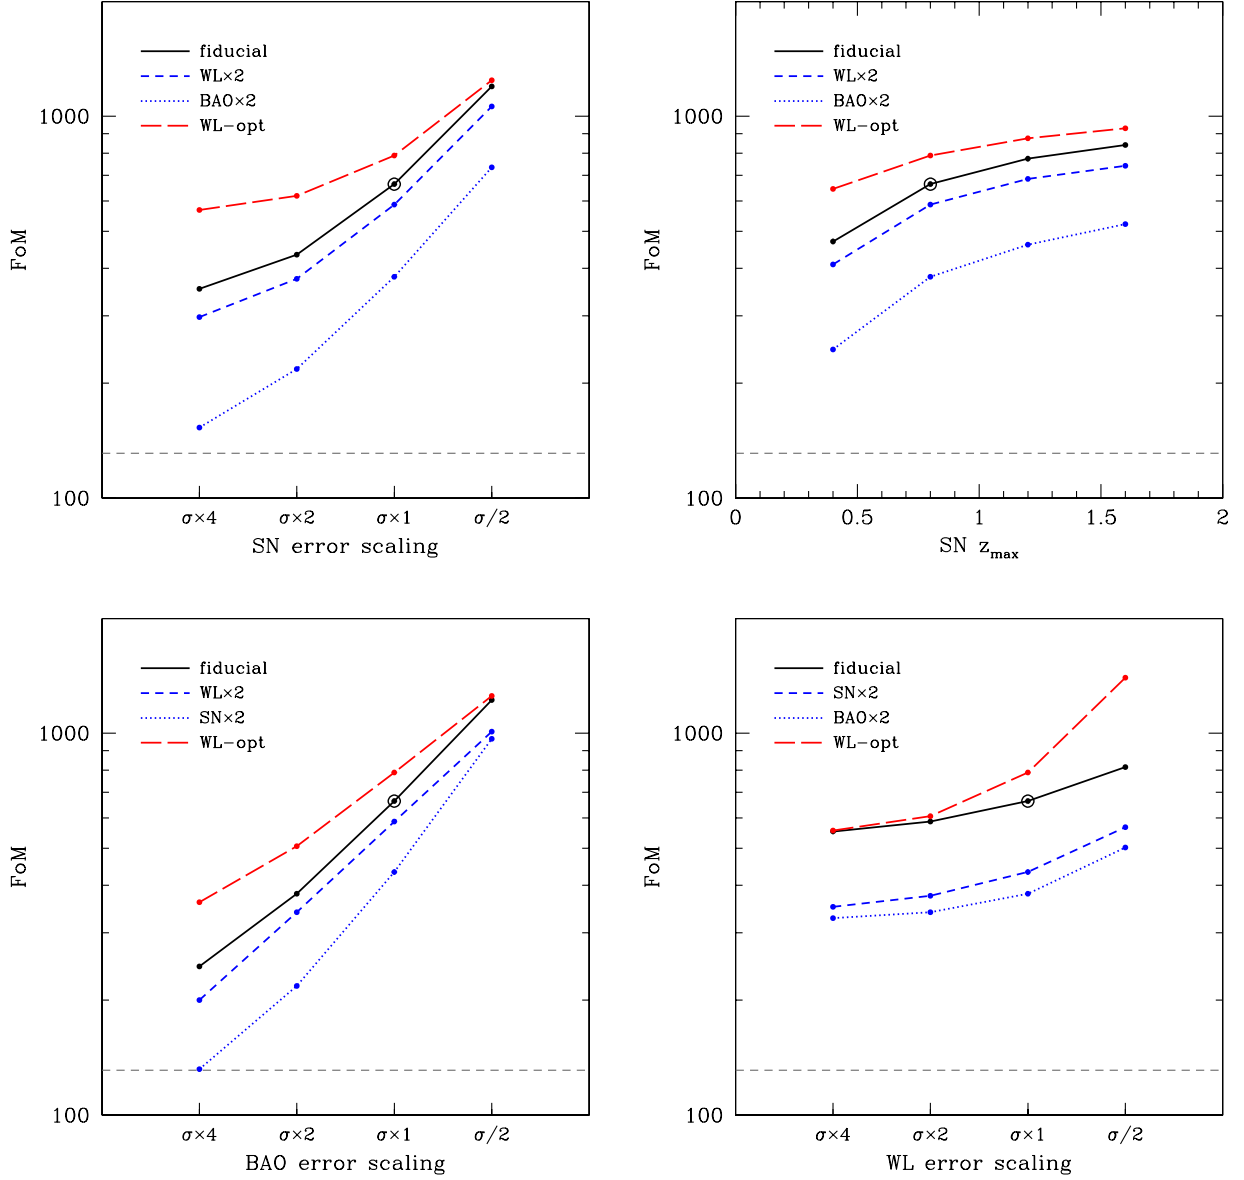 fiducial
WL×2
BAO×2
WL-opt
1000
100
FoM
σ×4 σ×2 σ×1 σ/2
SN error scaling
fiducial
WL×2
BAO×2
WL-opt
1000
100
FoM
0 0.5 1 1.5 2
SN zmax
fiducial
WL×2
SN×2
WL-opt
1000
100
FoM
σ×4 σ×2 σ×1 σ/2
BAO error scaling
fiducial
SN×2
BAO×2
WL-opt
1000
100
FoM
σ×4 σ×2 σ×1 σ/2
WL error scaling